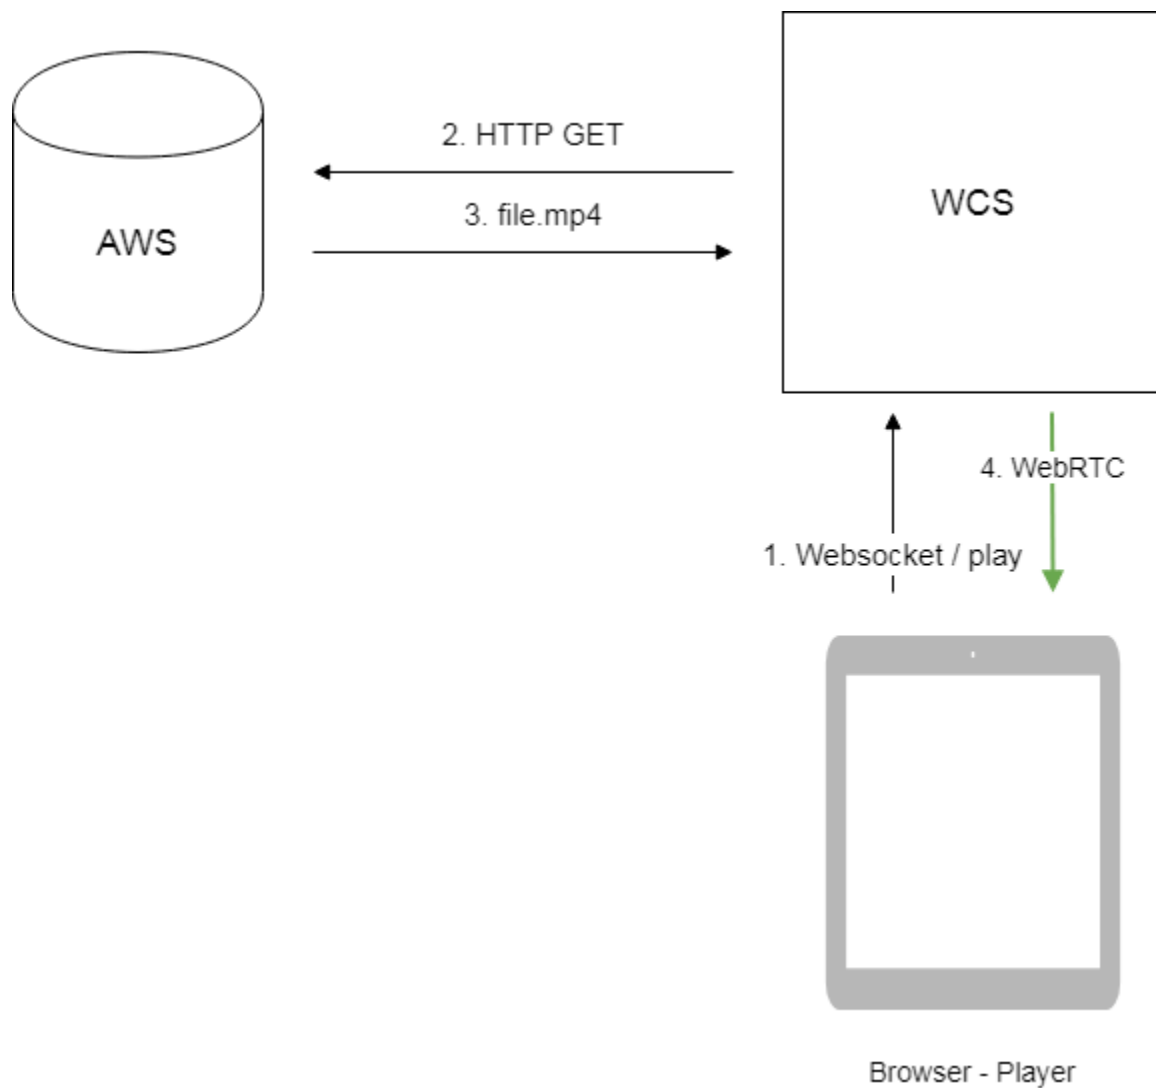 2. HTTP GET
3. file.mp4
AWS
WCS
4. WebRTC
1. Websocket / play
Browser - Player